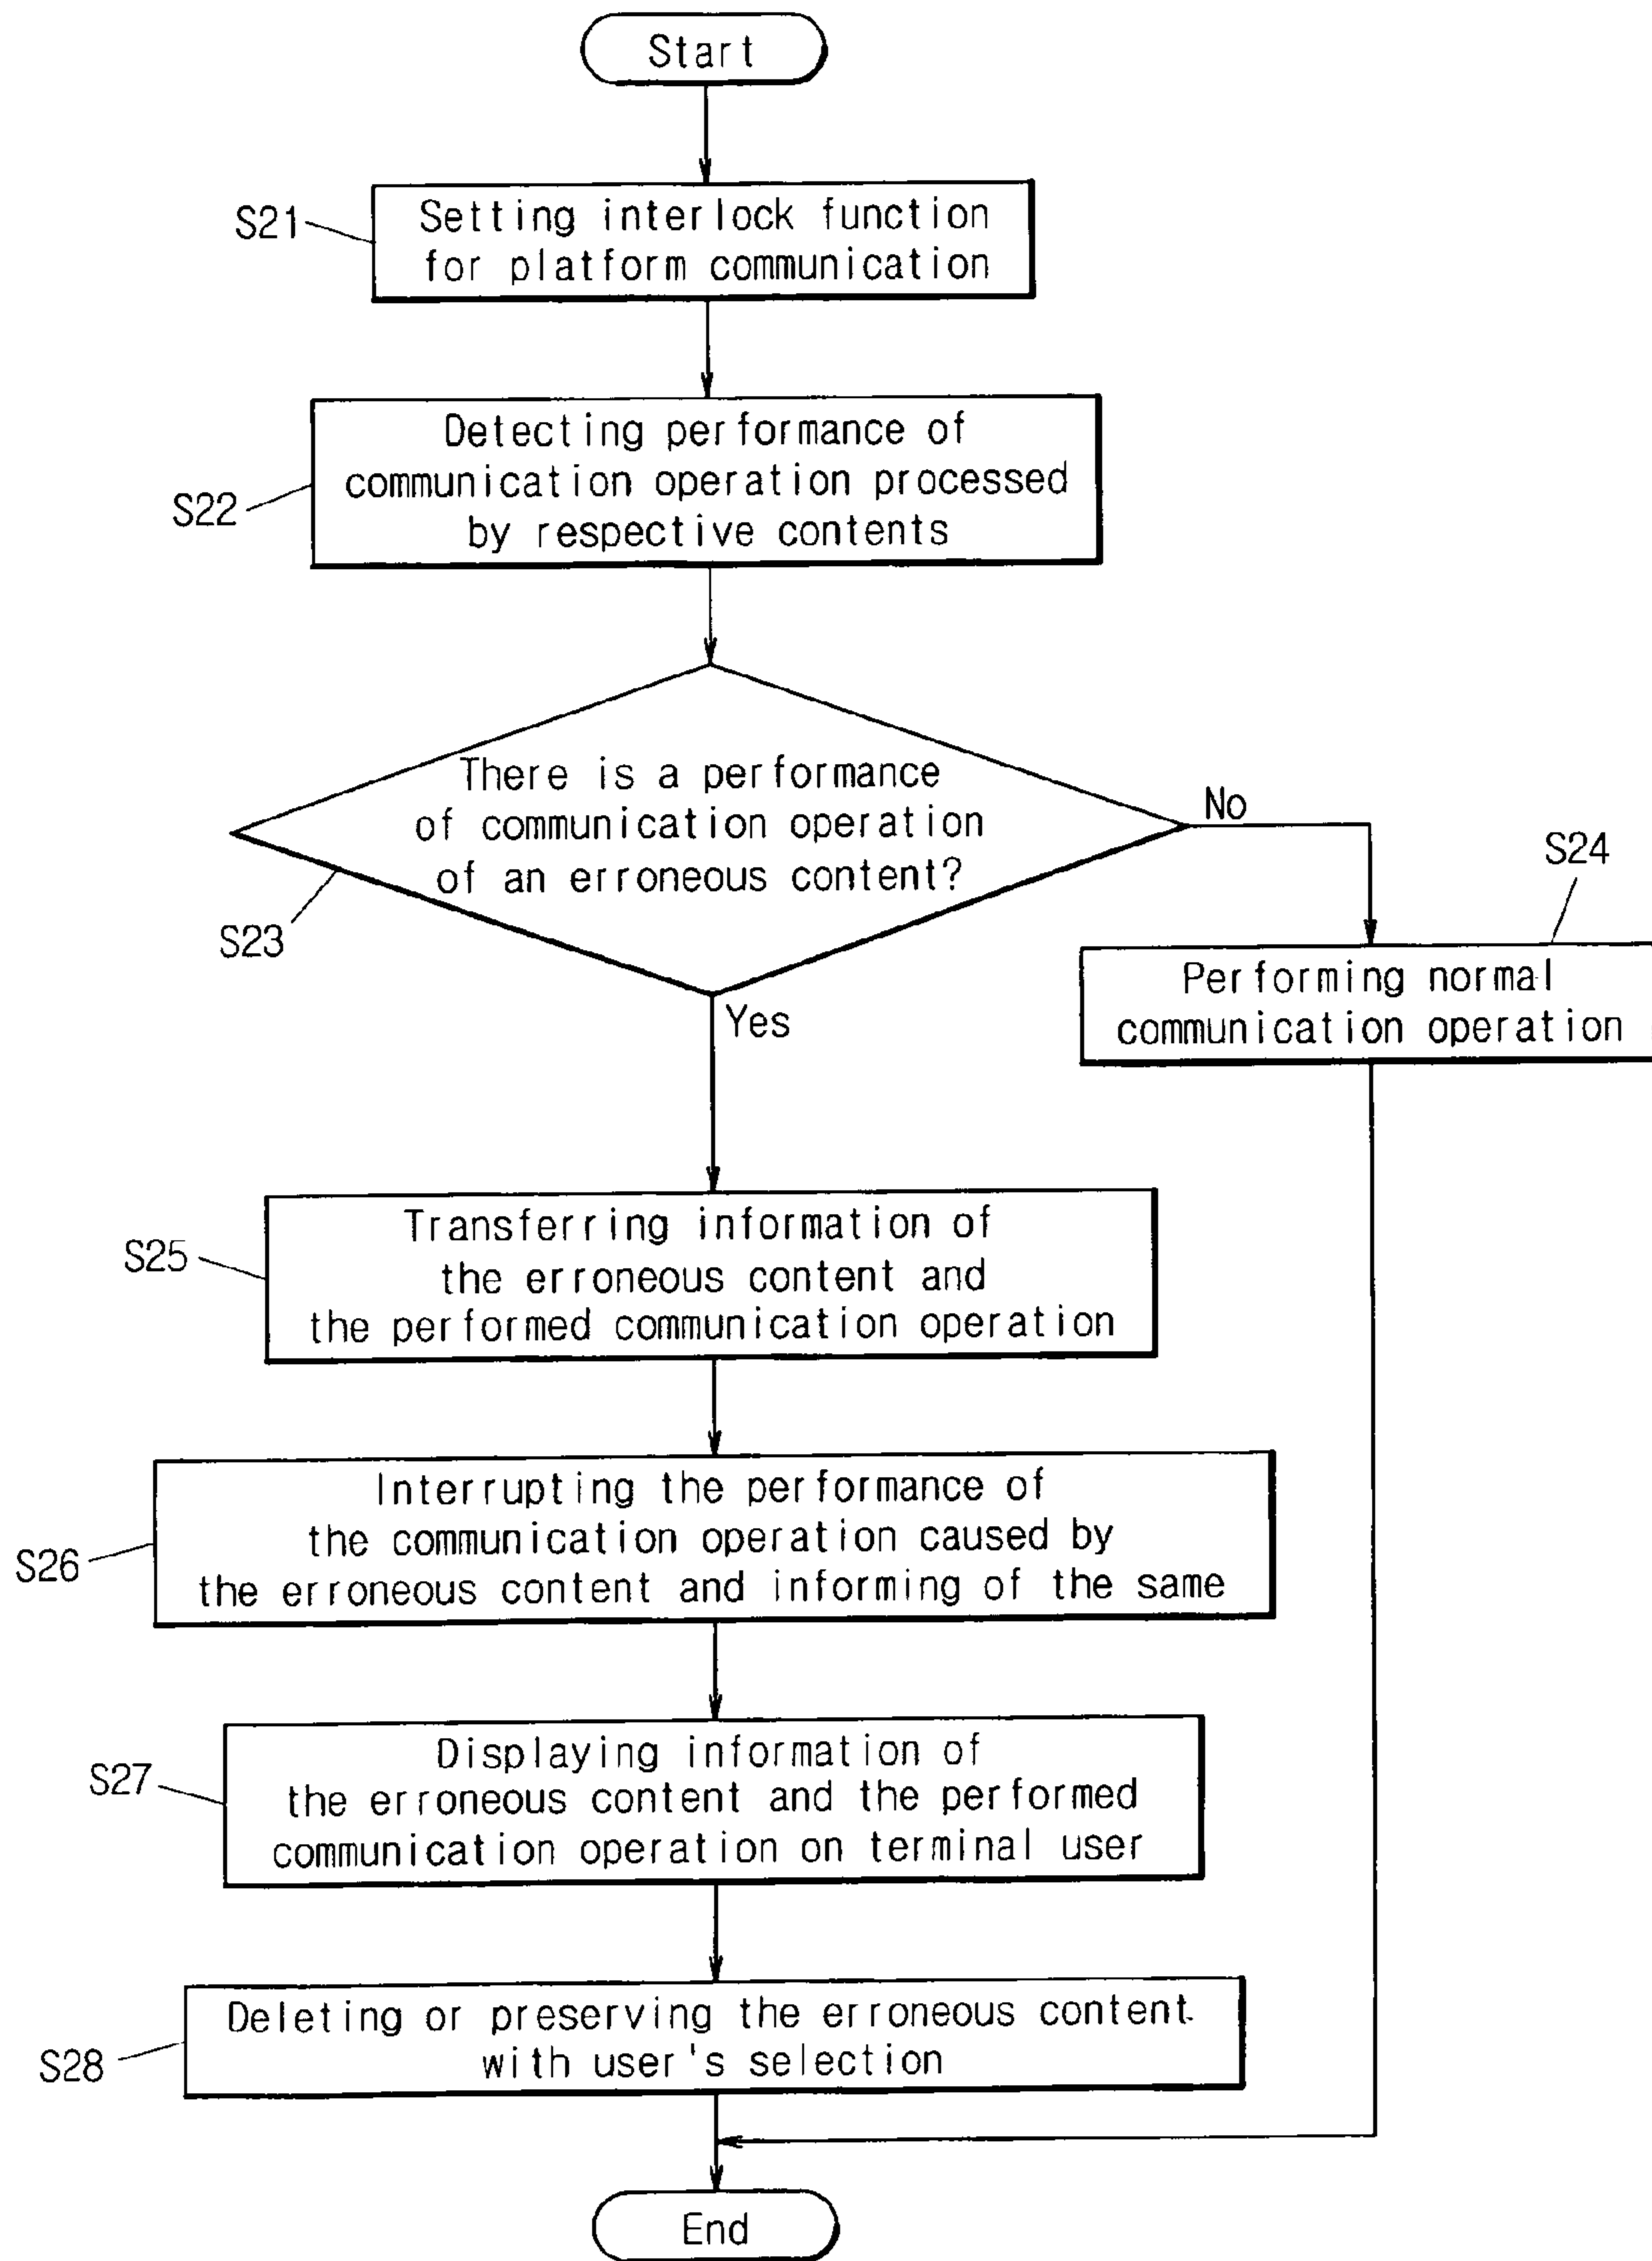 Start
S21
Setting interlock function
for platform communication
S22
Detecting performance of
communication operation processed
by respective contents
There is a performance
of communication operation
of an erroneous content?
S23
No
S24
Performing normal
communication operation
Yes
S25
Transferring information of
the erroneous content and
the performed communication operation
S26
Interrupting the performance of
the communication operation caused by
the erroneous content and informing of the same
S27
Displaying information of
the erroneous content and the performed
communication operation on terminal user
S28
Deleting or preserving the erroneous content
with user's selection
End